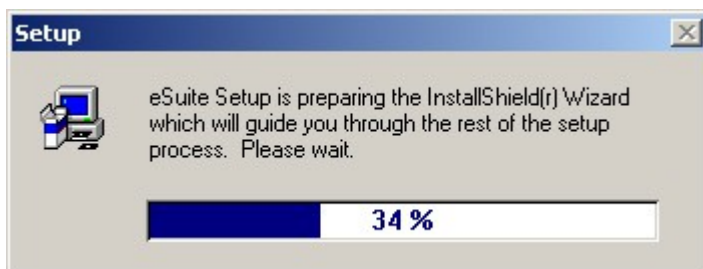 Setup
eSuite Setup is preparing the InstallShield(r) Wizard
which will guide you through the rest of the setup
process.  Please wait.
34 %